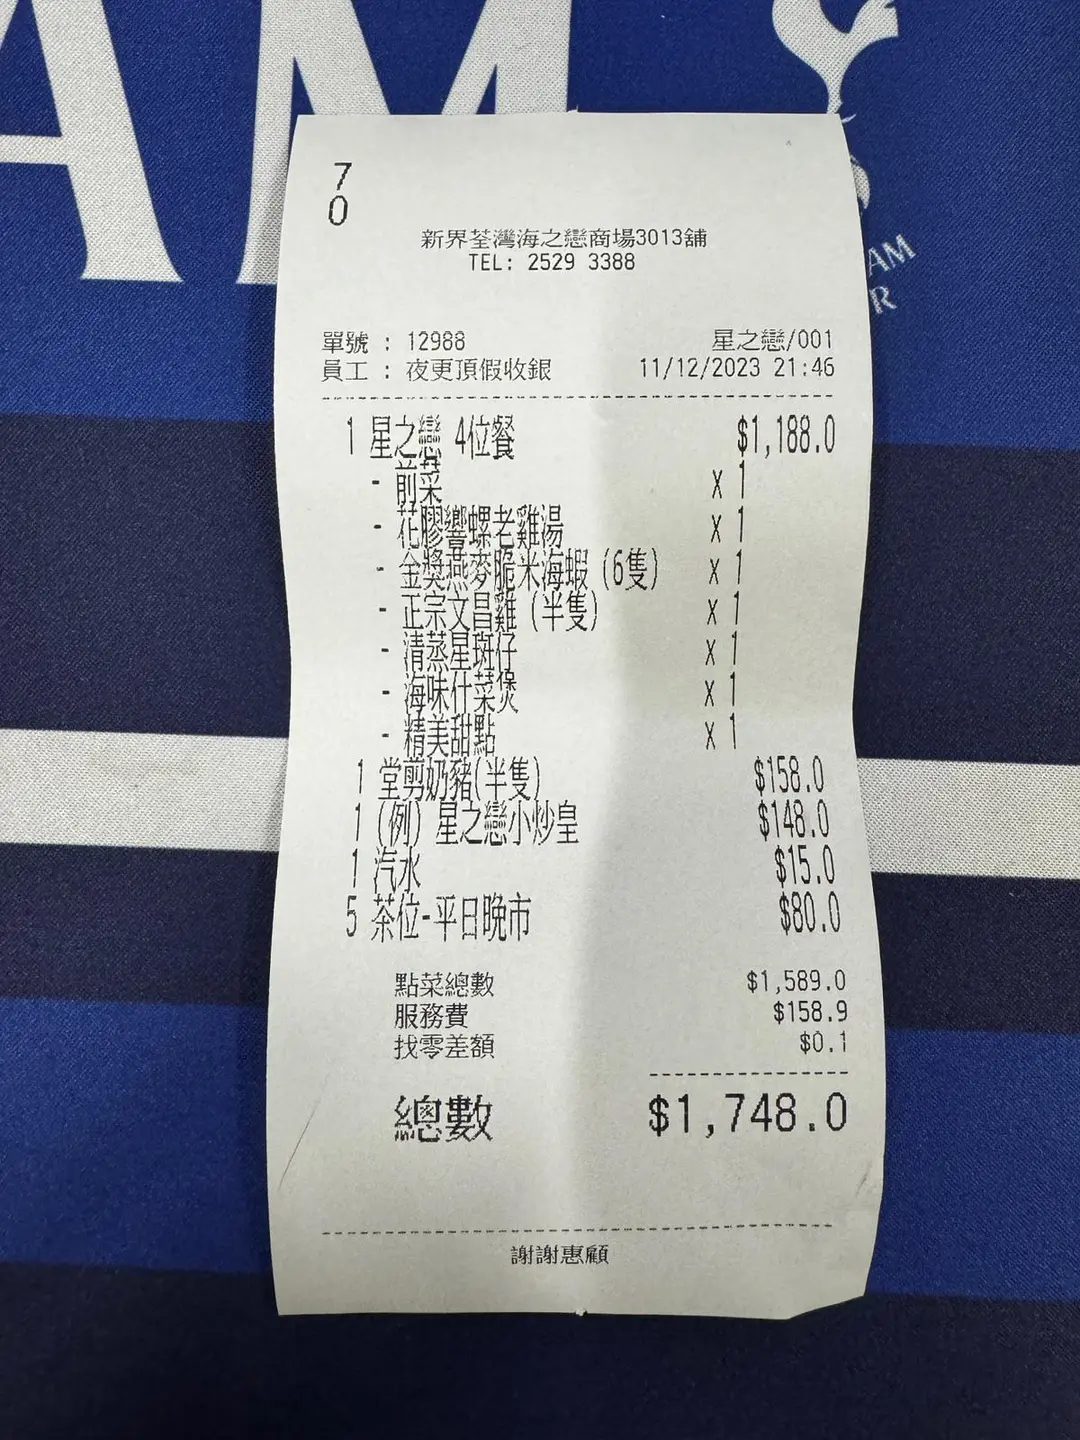 AM
AM
R
7
0
新界荃灣海之戀商場3013舖
TEL: 2529 3388
單號 : 12988 星之戀/001
員工 : 夜更頂假收銀 11/12/2023 21:46
1 星之戀 4位餐 $1,188.0
- 前菜 x 1
- 花膠響螺老雞湯 x 1
- 金獎燕麥脆米海蝦 (6隻) x 1
- 正宗文昌雞 (半隻) x 1
- 清蒸星斑仔 x 1
- 海味什菜煲 x 1
- 精美甜點 x 1
1 堂剪奶豬(半隻) $158.0
1 (例) 星之戀小炒皇 $148.0
1 汽水 $15.0
5 茶位-平日晚市 $80.0
點菜總數 $1,589.0
服務費 $158.9
找零差額 $0.1
總數 $1,748.0
謝謝惠顧